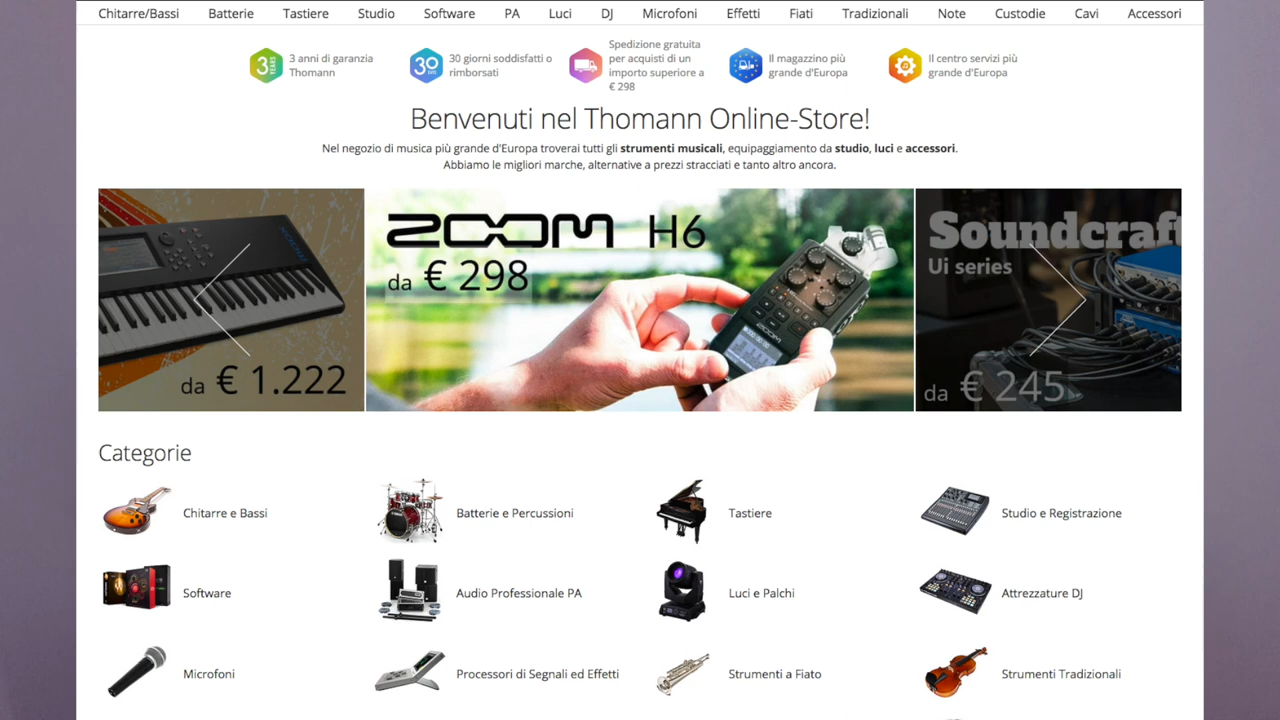 Chitarre/Bassi Batterie Tastiere Studio Software PA Luci DJ Microfoni Effetti Fiati Tradizionali Note Custodie Cavi Accessori
3 YEARS
3 anni di garanzia
Thomann
30 DAYS
30 giorni soddisfatti o
rimborsati
Spedizione gratuita
per acquisti di un
importo superiore a
€ 298
Il magazzino più
grande d'Europa
Il centro servizi più
grande d'Europa
Benvenuti nel Thomann Online-Store!
Nel negozio di musica più grande d'Europa troverai tutti gli strumenti musicali, equipaggiamento da studio, luci e accessori.
Abbiamo le migliori marche, alternative a prezzi stracciati e tanto altro ancora.
da € 1.222
ZOOM H6
da € 298
ZOOM
Soundcraft
Ui series
da € 245
Categorie
Chitarre e Bassi
Batterie e Percussioni
Tastiere
Studio e Registrazione
Software
Audio Professionale PA
Luci e Palchi
Attrezzature DJ
Microfoni
Processori di Segnali ed Effetti
Strumenti a Fiato
Strumenti Tradizionali